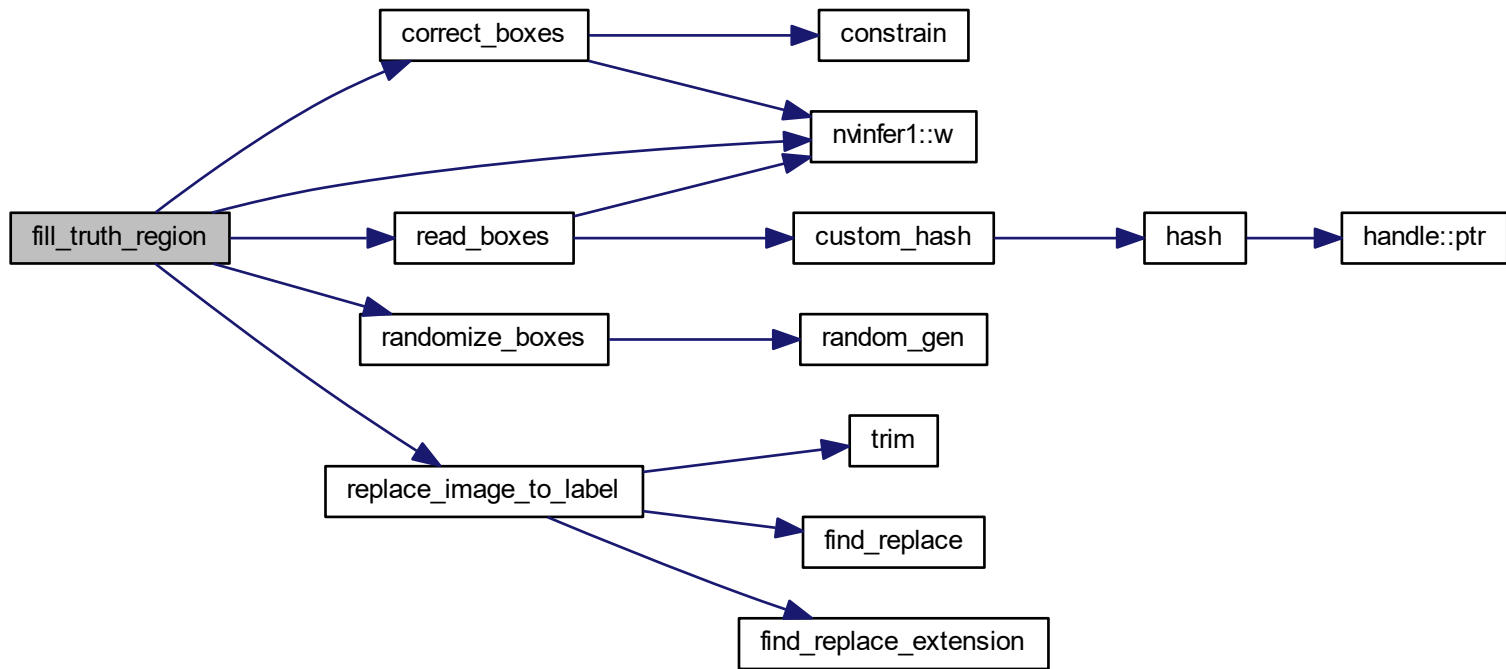 correct_boxes
constrain
nvinfer1::w
fill_truth_region
read_boxes
custom_hash
hash
handle::ptr
randomize_boxes
random_gen
trim
replace_image_to_label
find_replace
find_replace_extension